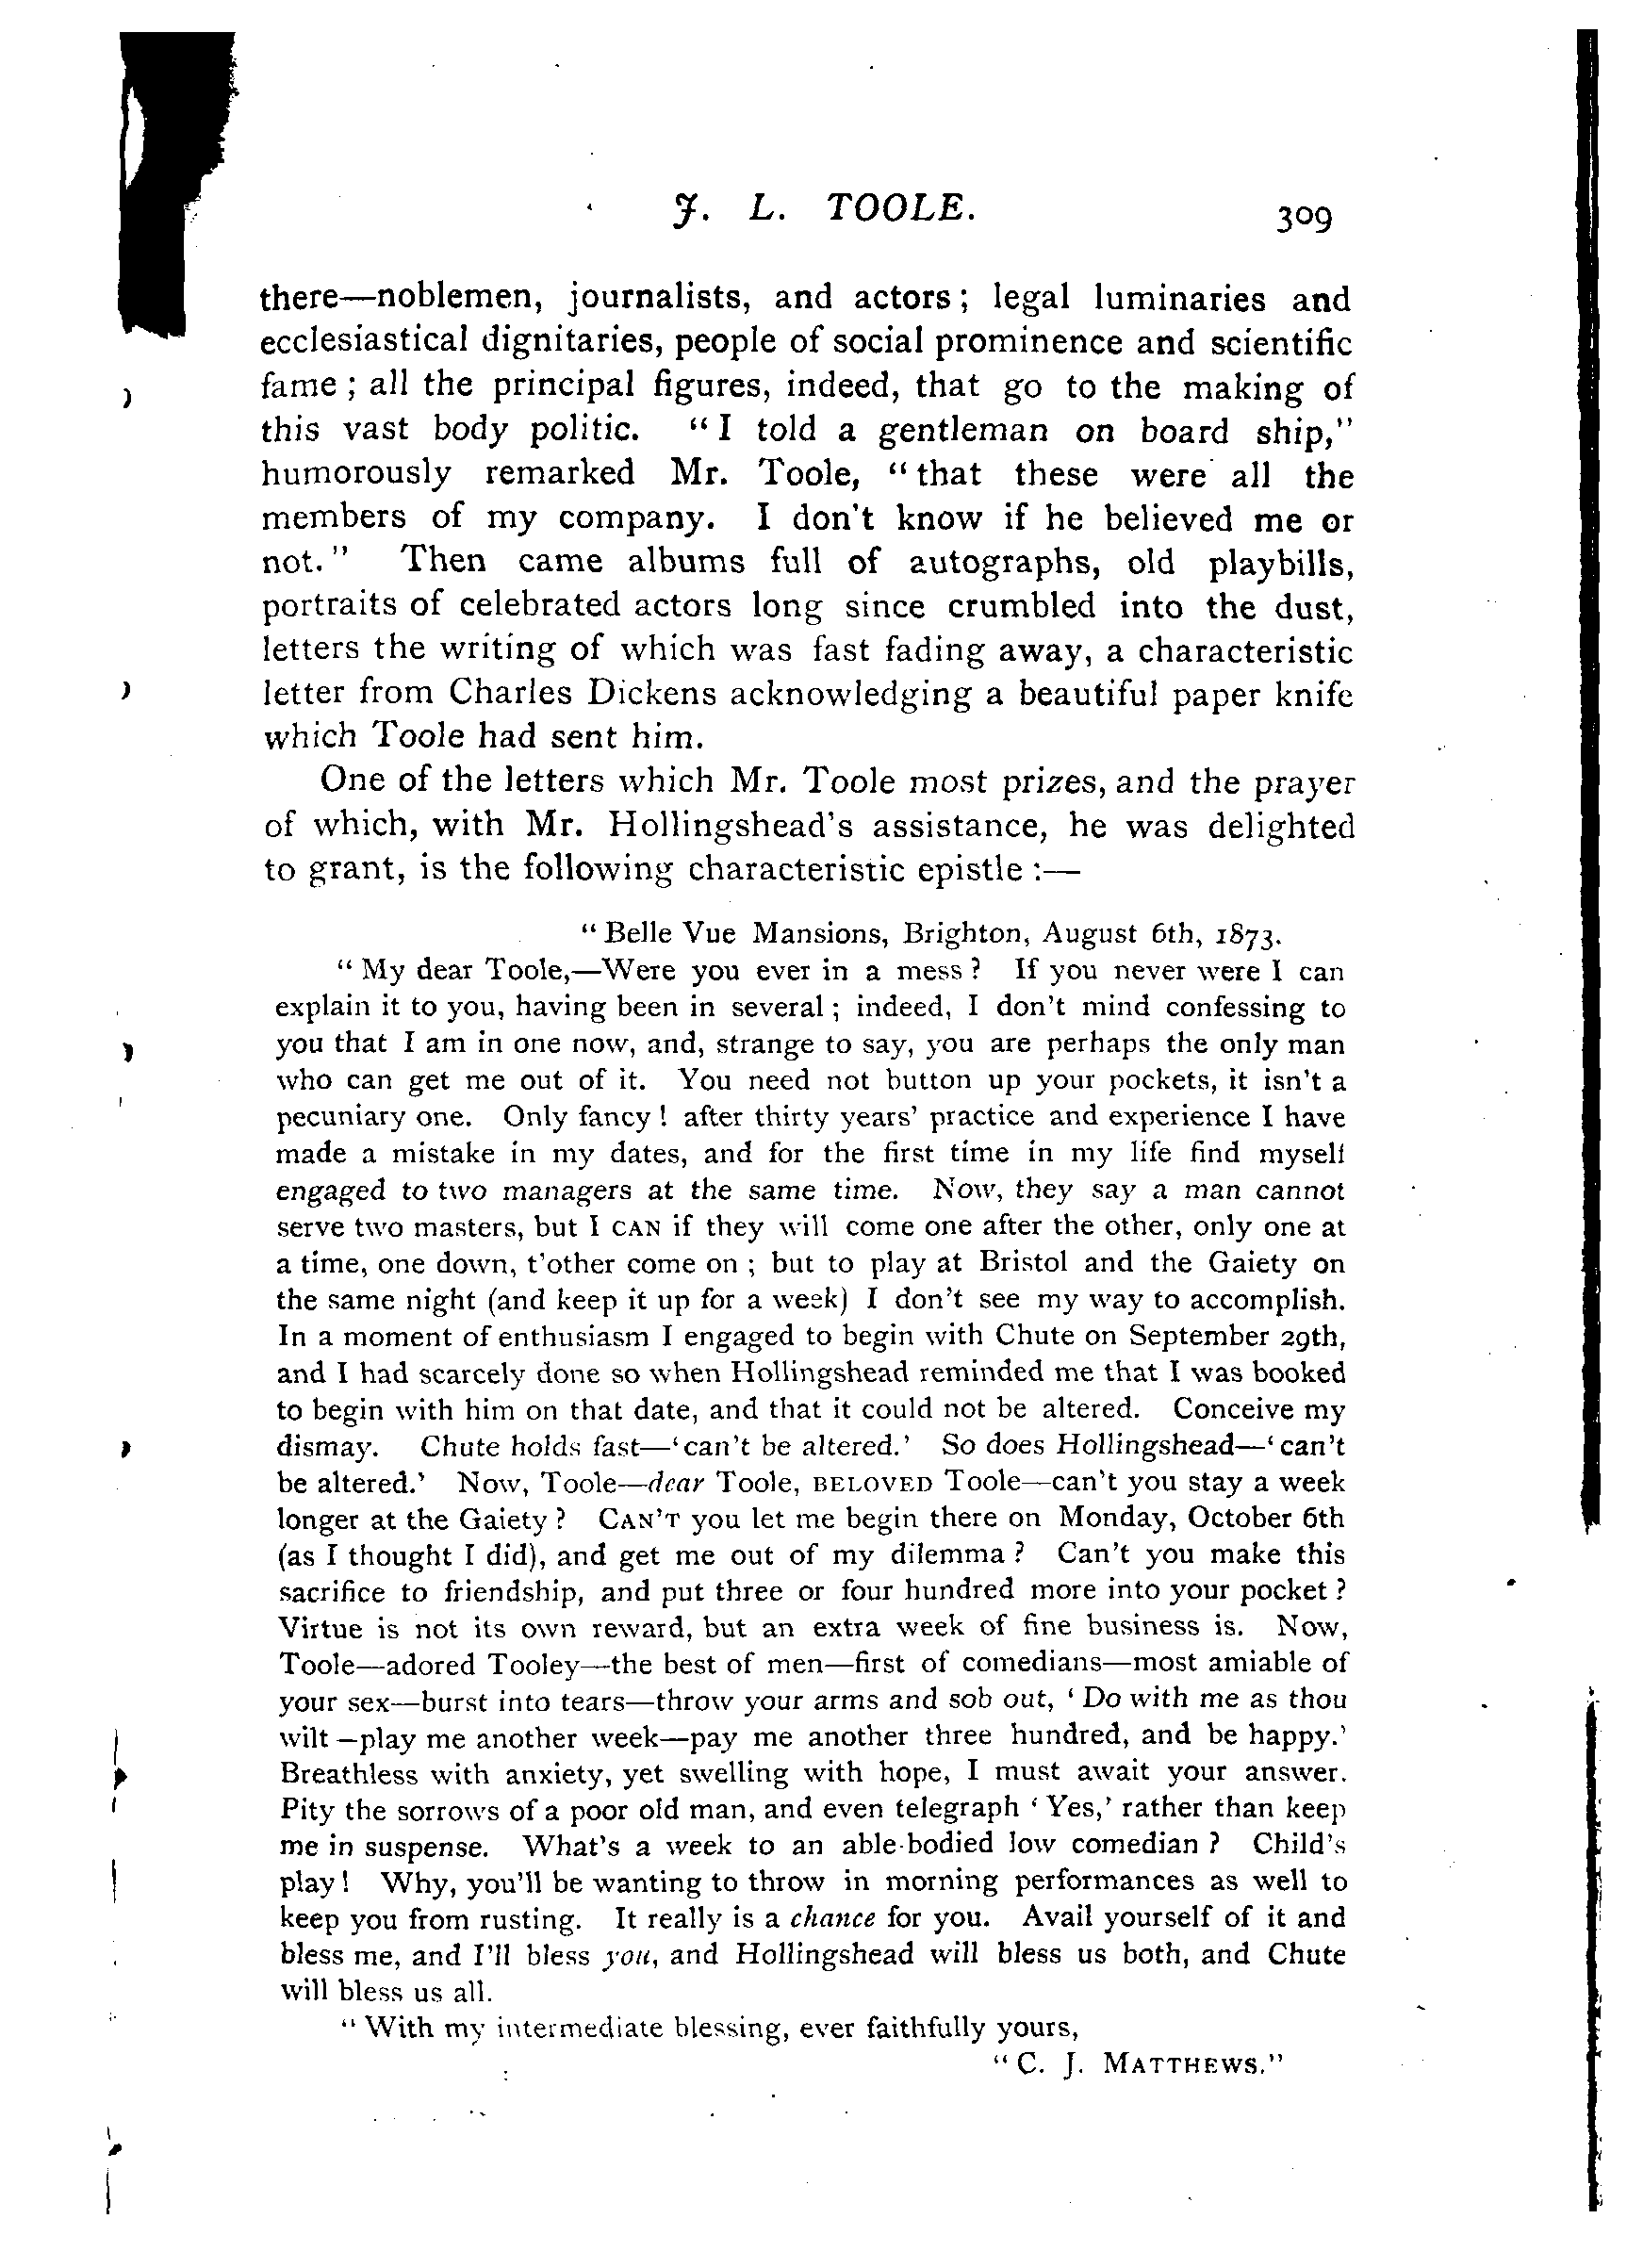 J. L. TOOLE. 309
there—noblemen, journalists, and actors; legal luminaries and
ecclesiastical dignitaries, people of social prominence and scientific
fame; all the principal figures, indeed, that go to the making of
this vast body politic. "I told a gentleman on board ship,"
humorously remarked Mr. Toole, "that these were all the
members of my company. I don't know if he believed me or
not." Then came albums full of autographs, old playbills,
portraits of celebrated actors long since crumbled into the dust,
letters the writing of which was fast fading away, a characteristic
letter from Charles Dickens acknowledging a beautiful paper knife
which Toole had sent him.
One of the letters which Mr. Toole most prizes, and the prayer
of which, with Mr. Hollingshead's assistance, he was delighted
to grant, is the following characteristic epistle:—
"Belle Vue Mansions, Brighton, August 6th, 1873.
"My dear Toole,—Were you ever in a mess? If you never were I can
explain it to you, having been in several; indeed, I don't mind confessing to
you that I am in one now, and, strange to say, you are perhaps the only man
who can get me out of it. You need not button up your pockets, it isn't a
pecuniary one. Only fancy! after thirty years' practice and experience I have
made a mistake in my dates, and for the first time in my life find myself
engaged to two managers at the same time. Now, they say a man cannot
serve two masters, but I CAN if they will come one after the other, only one at
a time, one down, t'other come on; but to play at Bristol and the Gaiety on
the same night (and keep it up for a week) I don't see my way to accomplish.
In a moment of enthusiasm I engaged to begin with Chute on September 29th,
and I had scarcely done so when Hollingshead reminded me that I was booked
to begin with him on that date, and that it could not be altered. Conceive my
dismay. Chute holds fast—'can't be altered.' So does Hollingshead—'can't
be altered.' Now, Toole—dear Toole, BELOVED Toole—can't you stay a week
longer at the Gaiety? CAN'T you let me begin there on Monday, October 6th
(as I thought I did), and get me out of my dilemma? Can't you make this
sacrifice to friendship, and put three or four hundred more into your pocket?
Virtue is not its own reward, but an extra week of fine business is. Now,
Toole—adored Tooley—the best of men—first of comedians—most amiable of
your sex—burst into tears—throw your arms and sob out, 'Do with me as thou
wilt—play me another week—pay me another three hundred, and be happy.'
Breathless with anxiety, yet swelling with hope, I must await your answer.
Pity the sorrows of a poor old man, and even telegraph 'Yes,' rather than keep
me in suspense. What's a week to an able-bodied low comedian? Child's
play! Why, you'll be wanting to throw in morning performances as well to
keep you from rusting. It really is a chance for you. Avail yourself of it and
bless me, and I'll bless you, and Hollingshead will bless us both, and Chute
will bless us all.
"With my intermediate blessing, ever faithfully yours,
"C. J. MATTHEWS."